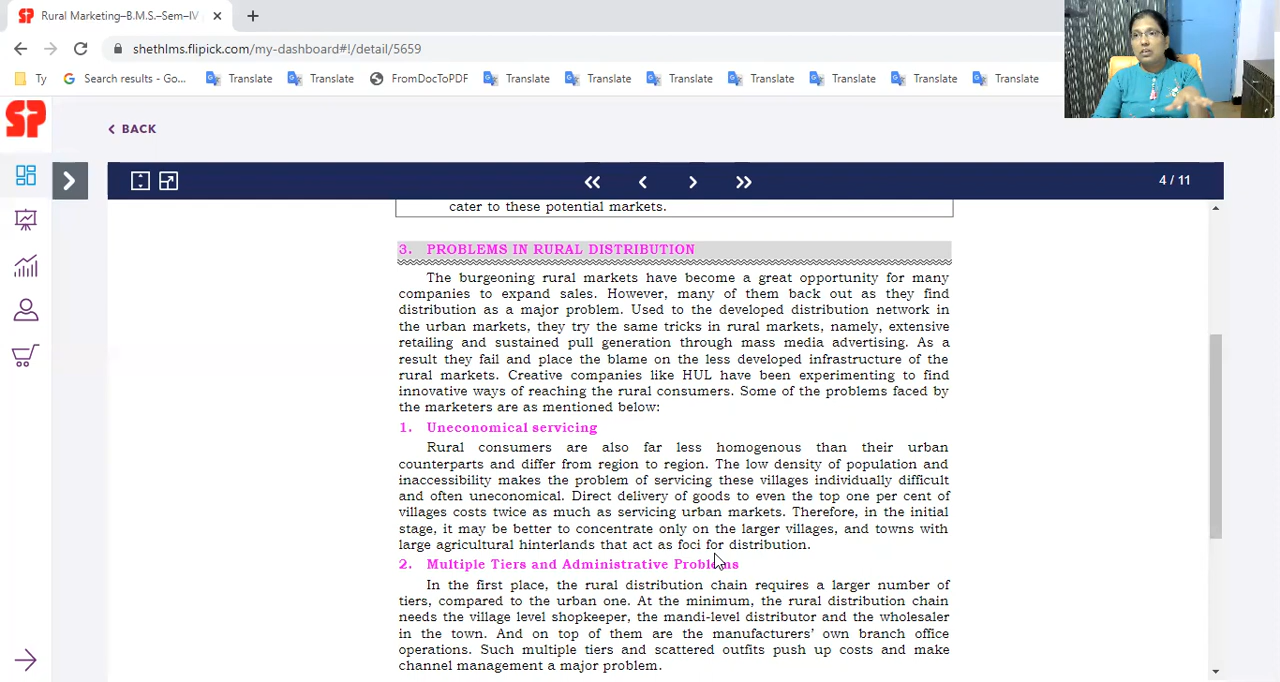 Rural Marketing–B.M.S.–Sem–IV
shethlms.flipick.com/my-dashboard#!/detail/5659
Ty Search results - Go... Translate Translate FromDocToPDF Translate Translate Translate Translate Translate Translate Translate
SP
BACK
4 / 11
cater to these potential markets.
3. PROBLEMS IN RURAL DISTRIBUTION
The burgeoning rural markets have become a great opportunity for many
companies to expand sales. However, many of them back out as they find
distribution as a major problem. Used to the developed distribution network in
the urban markets, they try the same tricks in rural markets, namely, extensive
retailing and sustained pull generation through mass media advertising. As a
result they fail and place the blame on the less developed infrastructure of the
rural markets. Creative companies like HUL have been experimenting to find
innovative ways of reaching the rural consumers. Some of the problems faced by
the marketers are as mentioned below:
1. Uneconomical servicing
Rural consumers are also far less homogenous than their urban
counterparts and differ from region to region. The low density of population and
inaccessibility makes the problem of servicing these villages individually difficult
and often uneconomical. Direct delivery of goods to even the top one per cent of
villages costs twice as much as servicing urban markets. Therefore, in the initial
stage, it may be better to concentrate only on the larger villages, and towns with
large agricultural hinterlands that act as foci for distribution.
2. Multiple Tiers and Administrative Problems
In the first place, the rural distribution chain requires a larger number of
tiers, compared to the urban one. At the minimum, the rural distribution chain
needs the village level shopkeeper, the mandi-level distributor and the wholesaler
in the town. And on top of them are the manufacturers' own branch office
operations. Such multiple tiers and scattered outfits push up costs and make
channel management a major problem.